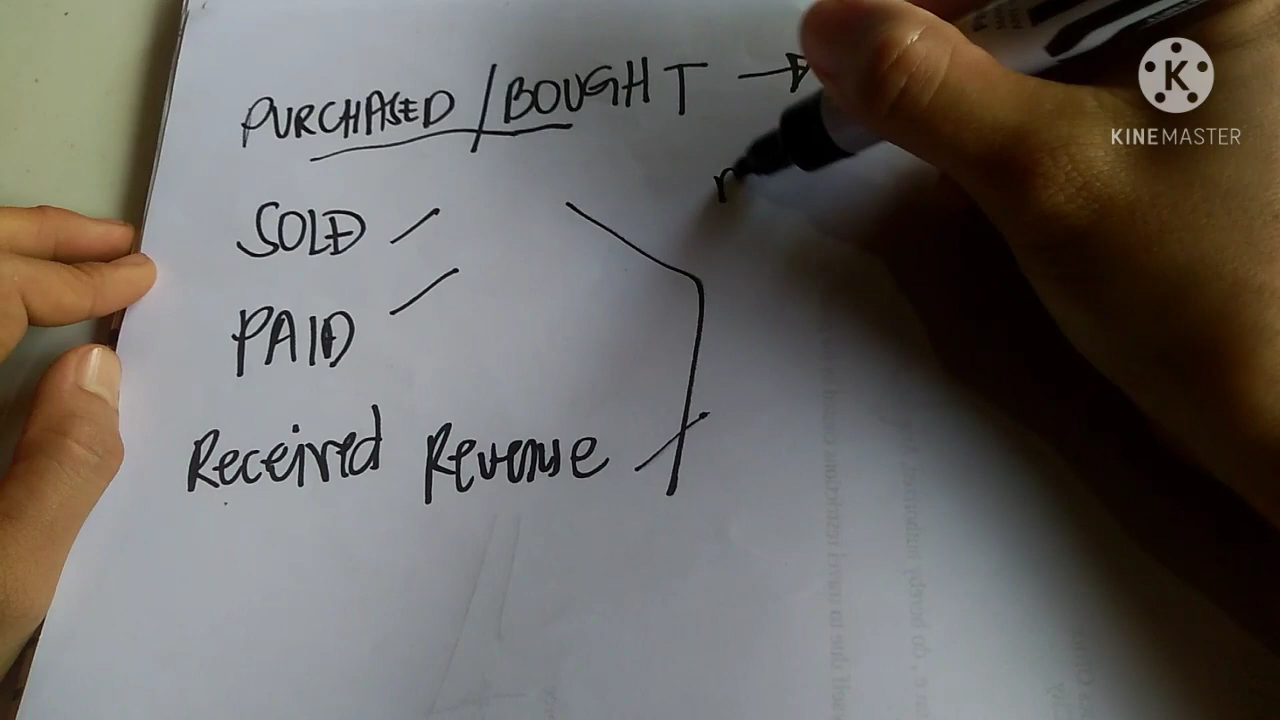 PURCHASED / BOUGHT →
SOLD
PAID
Received Revenue
K
KINEMASTER